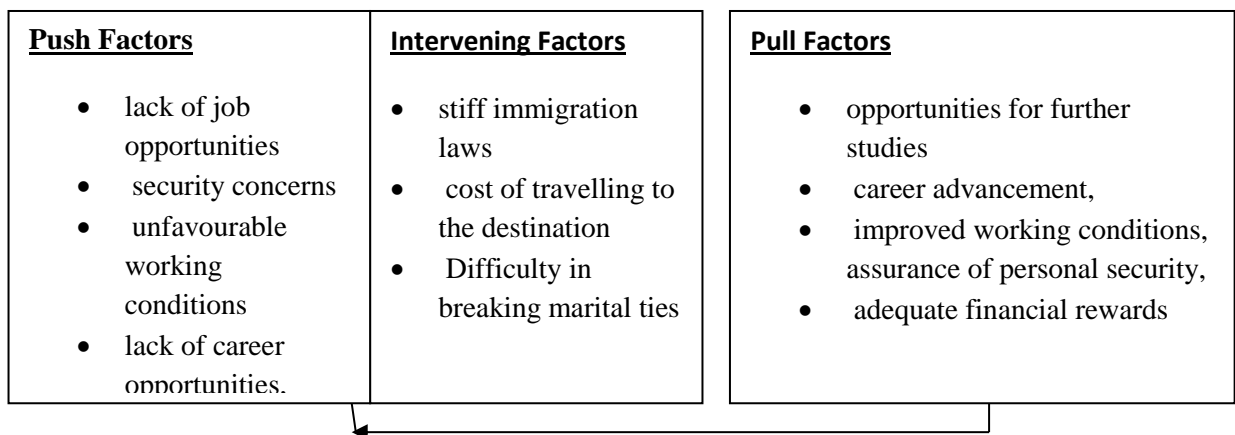 Push Factors
• lack of job
opportunities
• security concerns
• unfavourable
working
conditions
• lack of career
opportunities,
Intervening Factors
• stiff immigration
laws
• cost of travelling to
the destination
• Difficulty in
breaking marital ties
Pull Factors
• opportunities for further
studies
• career advancement,
• improved working conditions,
assurance of personal security,
• adequate financial rewards